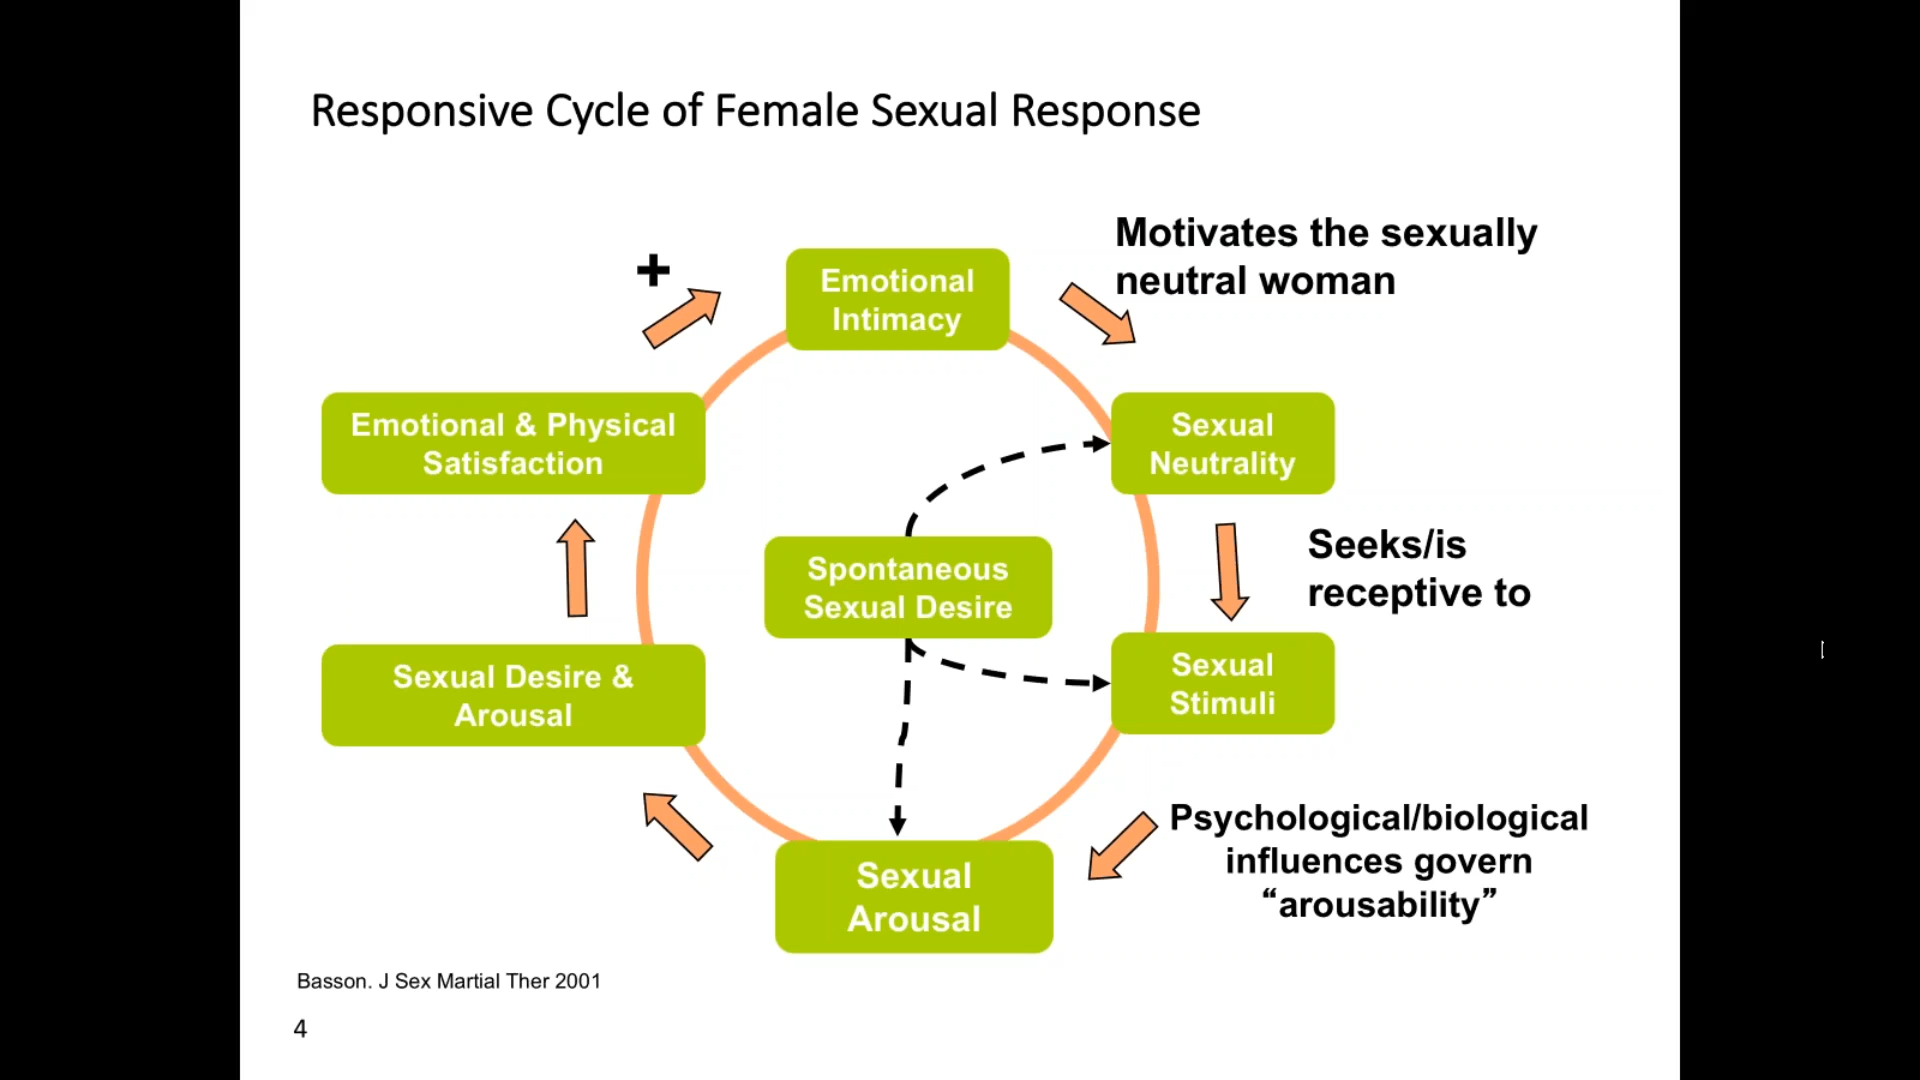 Responsive Cycle of Female Sexual Response
Motivates the sexually
neutral woman
+
Emotional
Intimacy
Emotional & Physical
Satisfaction
Sexual
Neutrality
Seeks/is
receptive to
Spontaneous
Sexual Desire
Sexual Desire &
Arousal
Sexual
Stimuli
Psychological/biological
influences govern
“arousability”
Sexual
Arousal
Basson. J Sex Martial Ther 2001
4